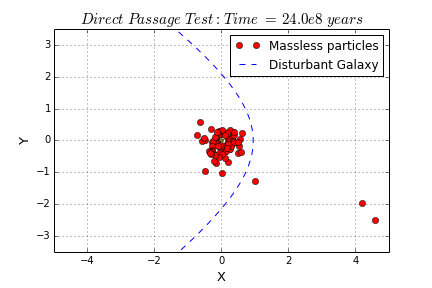 Direct Passage Test: Time = 24.0e8 years
Massless particles
Disturbant Galaxy
3
2
1
0
−1
−2
−3
Y
−4
−2
0
2
4
X